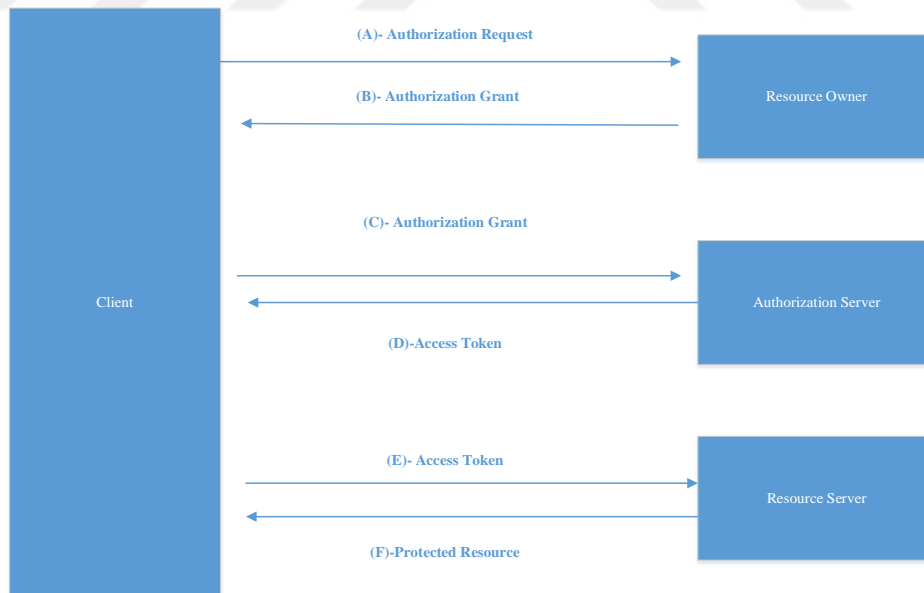 (A)- Authorization Request
(B)- Authorization Grant
Resource Owner
(C)- Authorization Grant
Client
Authorization Server
(D)-Access Token
(E)- Access Token
Resource Server
(F)-Protected Resource